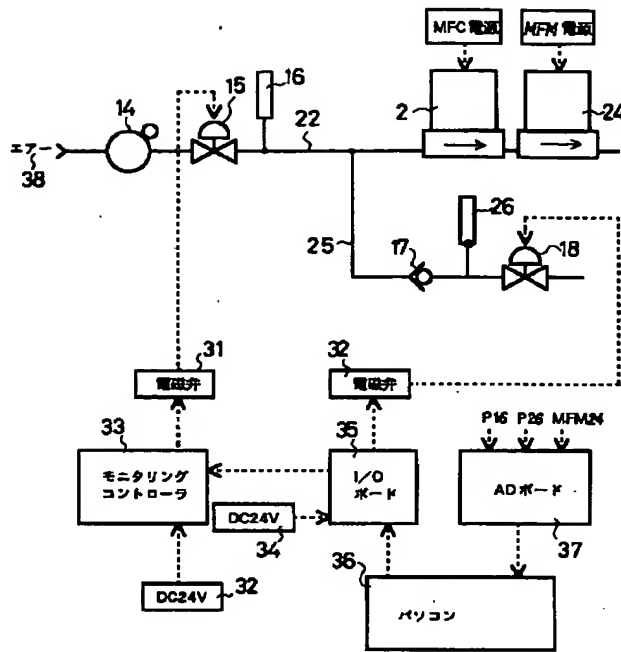 MFC電源
MFM電源
16
15
14
2
24
22
エアー
38
26
25
17
18
31
32
電磁弁
電磁弁
33
35
P16 P26 MFM24
モニタリング
コントローラ
I/O
ボード
ADボード
DC24V
34
37
36
DC24V
32
パソコン